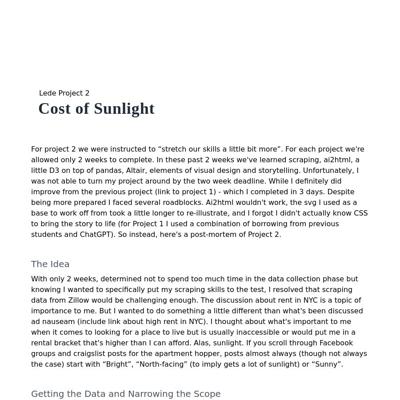 Lede Project 2
Cost of Sunlight
For project 2 we were instructed to “stretch our skills a little bit more”. For each project we're
allowed only 2 weeks to complete. In these past 2 weeks we've learned scraping, ai2html, a
little D3 on top of pandas, Altair, elements of visual design and storytelling. Unfortunately, I
was not able to turn my project around by the two week deadline. While I definitely did
improve from the previous project (link to project 1) - which I completed in 3 days. Despite
being more prepared I faced several roadblocks. Ai2html wouldn't work, the svg I used as a
base to work off from took a little longer to re-illustrate, and I forgot I didn't actually know CSS
to bring the story to life (for Project 1 I used a combination of borrowing from previous
students and ChatGPT). So instead, here's a post-mortem of Project 2.
The Idea
With only 2 weeks, determined not to spend too much time in the data collection phase but
knowing I wanted to specifically put my scraping skills to the test, I resolved that scraping
data from Zillow would be challenging enough. The discussion about rent in NYC is a topic of
importance to me. But I wanted to do something a little different than what's been discussed
ad nauseam (include link about high rent in NYC). I thought about what's important to me
when it comes to looking for a place to live but is usually inaccessible or would put me in a
rental bracket that's higher than I can afford. Alas, sunlight. If you scroll through Facebook
groups and craigslist posts for the apartment hopper, posts almost always (though not always
the case) start with “Bright”, “North-facing” (to imply gets a lot of sunlight) or “Sunny”.
Getting the Data and Narrowing the Scope